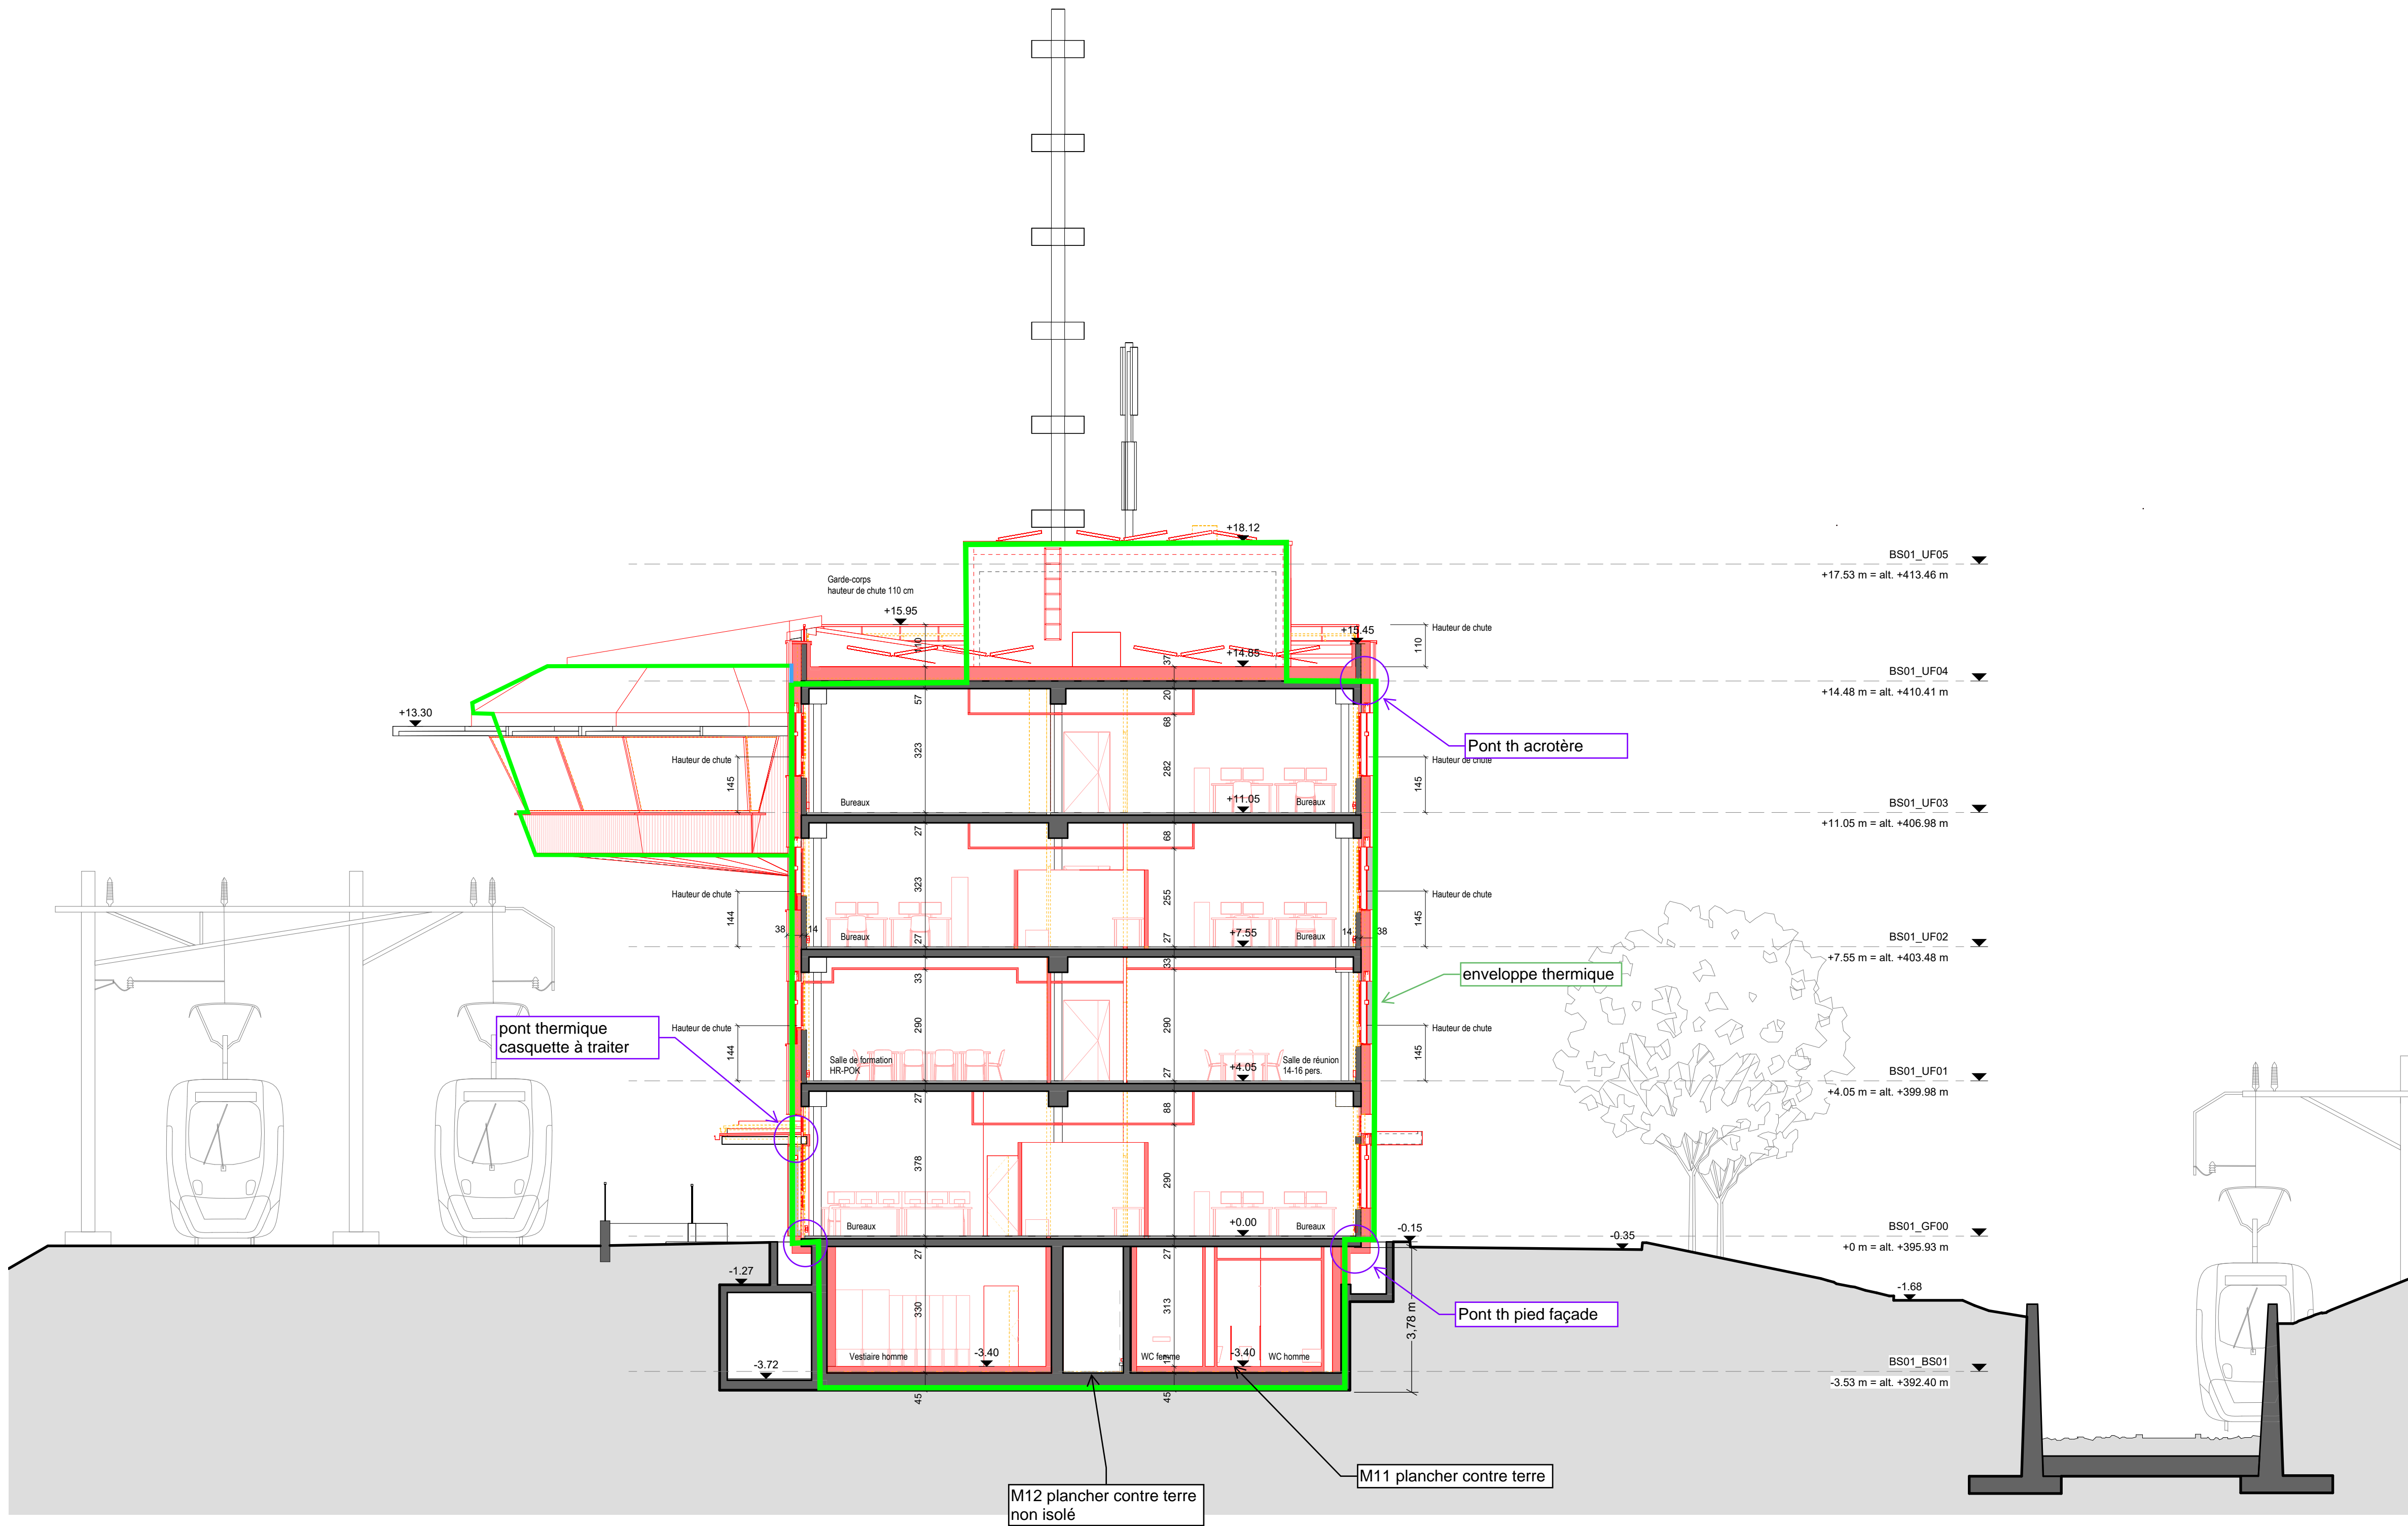 +18.12
BS01_UF05
+17.53 m = alt. +413.46 m
Garde-corps
hauteur de chute 110 cm
+15.95
110
+15.45
Hauteur de chute
110
37
+14.85
BS01_UF04
+14.48 m = alt. +410.41 m
57
20
+13.30
68
Pont th acrotère
323
Hauteur de chute
145
282
Hauteur de chute
145
Bureaux
+11.05
Bureaux
BS01_UF03
+11.05 m = alt. +406.98 m
27
68
323
255
Hauteur de chute
144
Hauteur de chute
145
38
14
Bureaux
27
27
+7.55
Bureaux
14
38
BS01_UF02
+7.55 m = alt. +403.48 m
33
33
enveloppe thermique
pont thermique
casquette à traiter
Hauteur de chute
144
290
290
Hauteur de chute
145
Salle de formation
HR-POK
27
+4.05
Salle de réunion
14-16 pers.
BS01_UF01
+4.05 m = alt. +399.98 m
27
88
378
290
Bureaux
+0.00
Bureaux
-0.15
-0.35
BS01_GF00
+0 m = alt. +395.93 m
27
27
-1.27
-1.68
330
313
3,78 m
Pont th pied façade
Vestiaire homme
-3.40
WC femme
-3.40
WC homme
-3.72
BS01_BS01
-3.53 m = alt. +392.40 m
45
45
M11 plancher contre terre
M12 plancher contre terre
non isolé